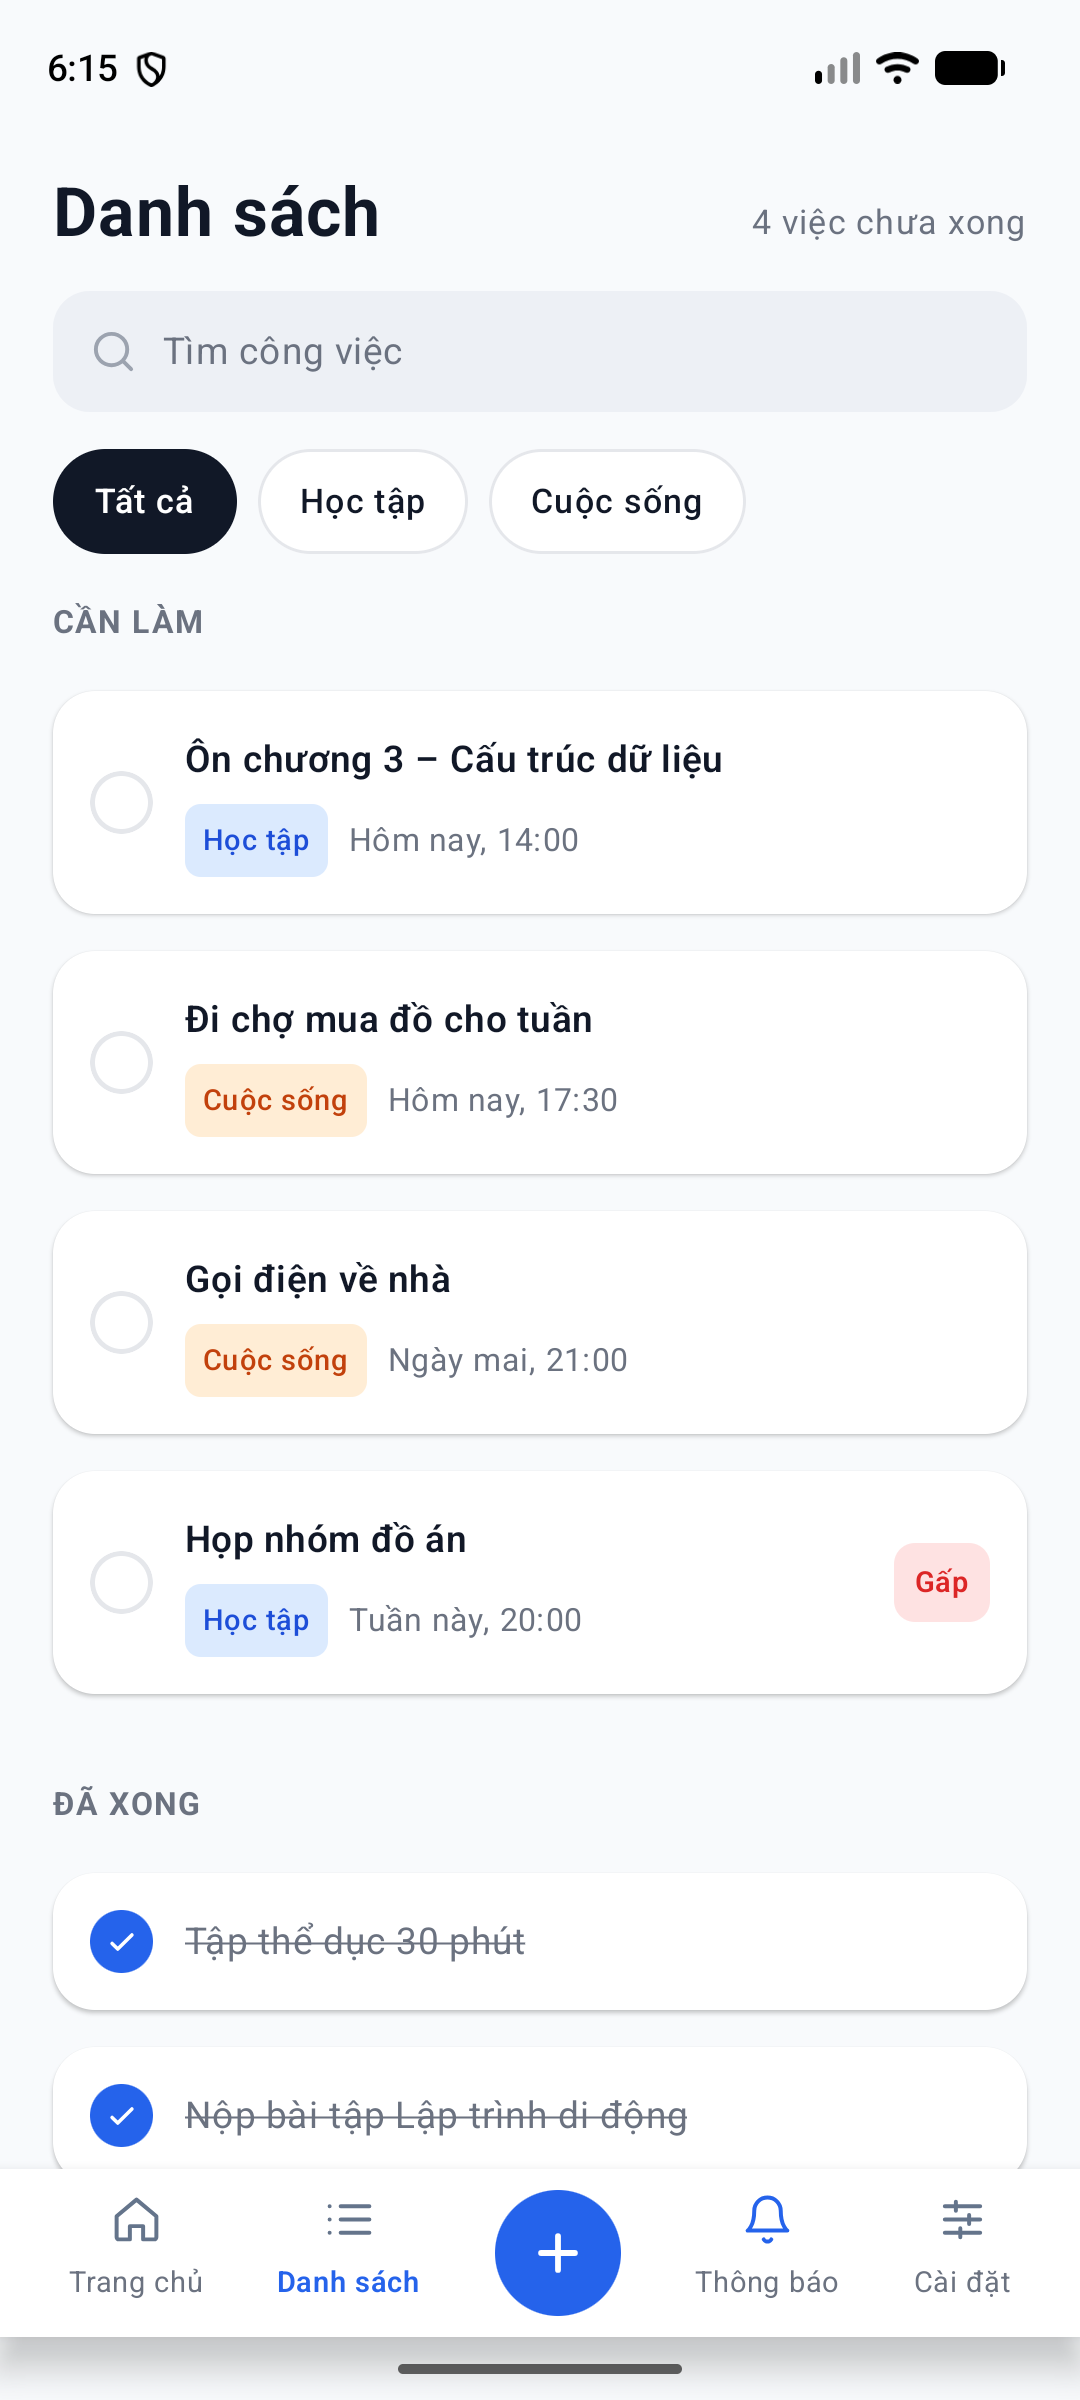 6:15
Danh sách
4 việc chưa xong
Tìm công việc
Tất cả
Học tập
Cuộc sống
CẦN LÀM
Ôn chương 3 – Cấu trúc dữ liệu
Học tập
Hôm nay, 14:00
Đi chợ mua đồ cho tuần
Cuộc sống
Hôm nay, 17:30
Gọi điện về nhà
Cuộc sống
Ngày mai, 21:00
Họp nhóm đồ án
Học tập
Tuần này, 20:00
Gấp
ĐÃ XONG
Tập thể dục 30 phút
Nộp bài tập Lập trình di động
Trang chủ
Danh sách
Thông báo
Cài đặt